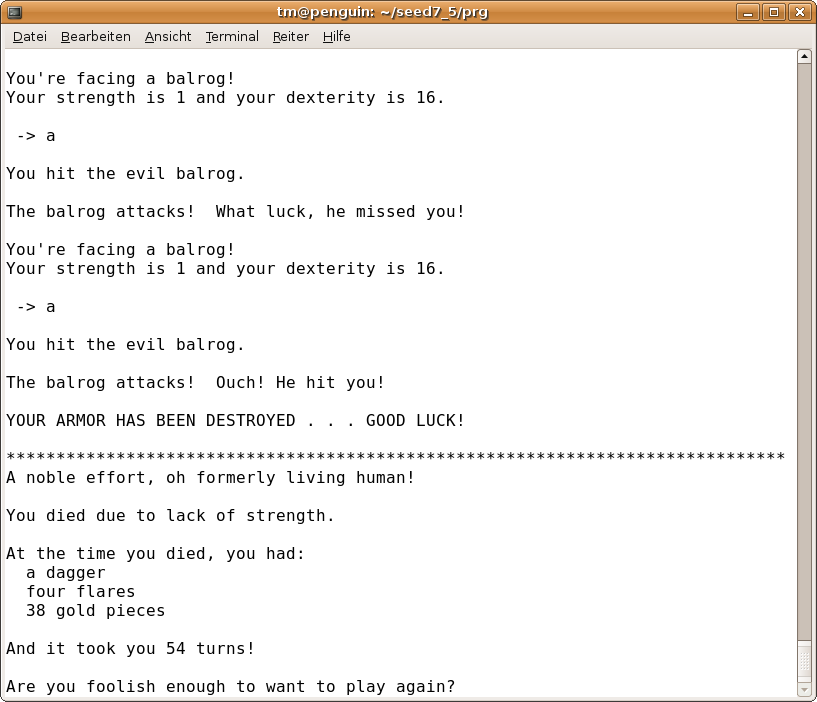 tm@penguin: ~/seed7_5/prg
Datei Bearbeiten Ansicht Terminal Reiter Hilfe
You're facing a balrog!
Your strength is 1 and your dexterity is 16.
-> a
You hit the evil balrog.
The balrog attacks!  What luck, he missed you!
You're facing a balrog!
Your strength is 1 and your dexterity is 16.
-> a
You hit the evil balrog.
The balrog attacks!  Ouch! He hit you!
YOUR ARMOR HAS BEEN DESTROYED . . . GOOD LUCK!
******************************************************************************
A noble effort, oh formerly living human!
You died due to lack of strength.
At the time you died, you had:
a dagger
four flares
38 gold pieces
And it took you 54 turns!
Are you foolish enough to want to play again?